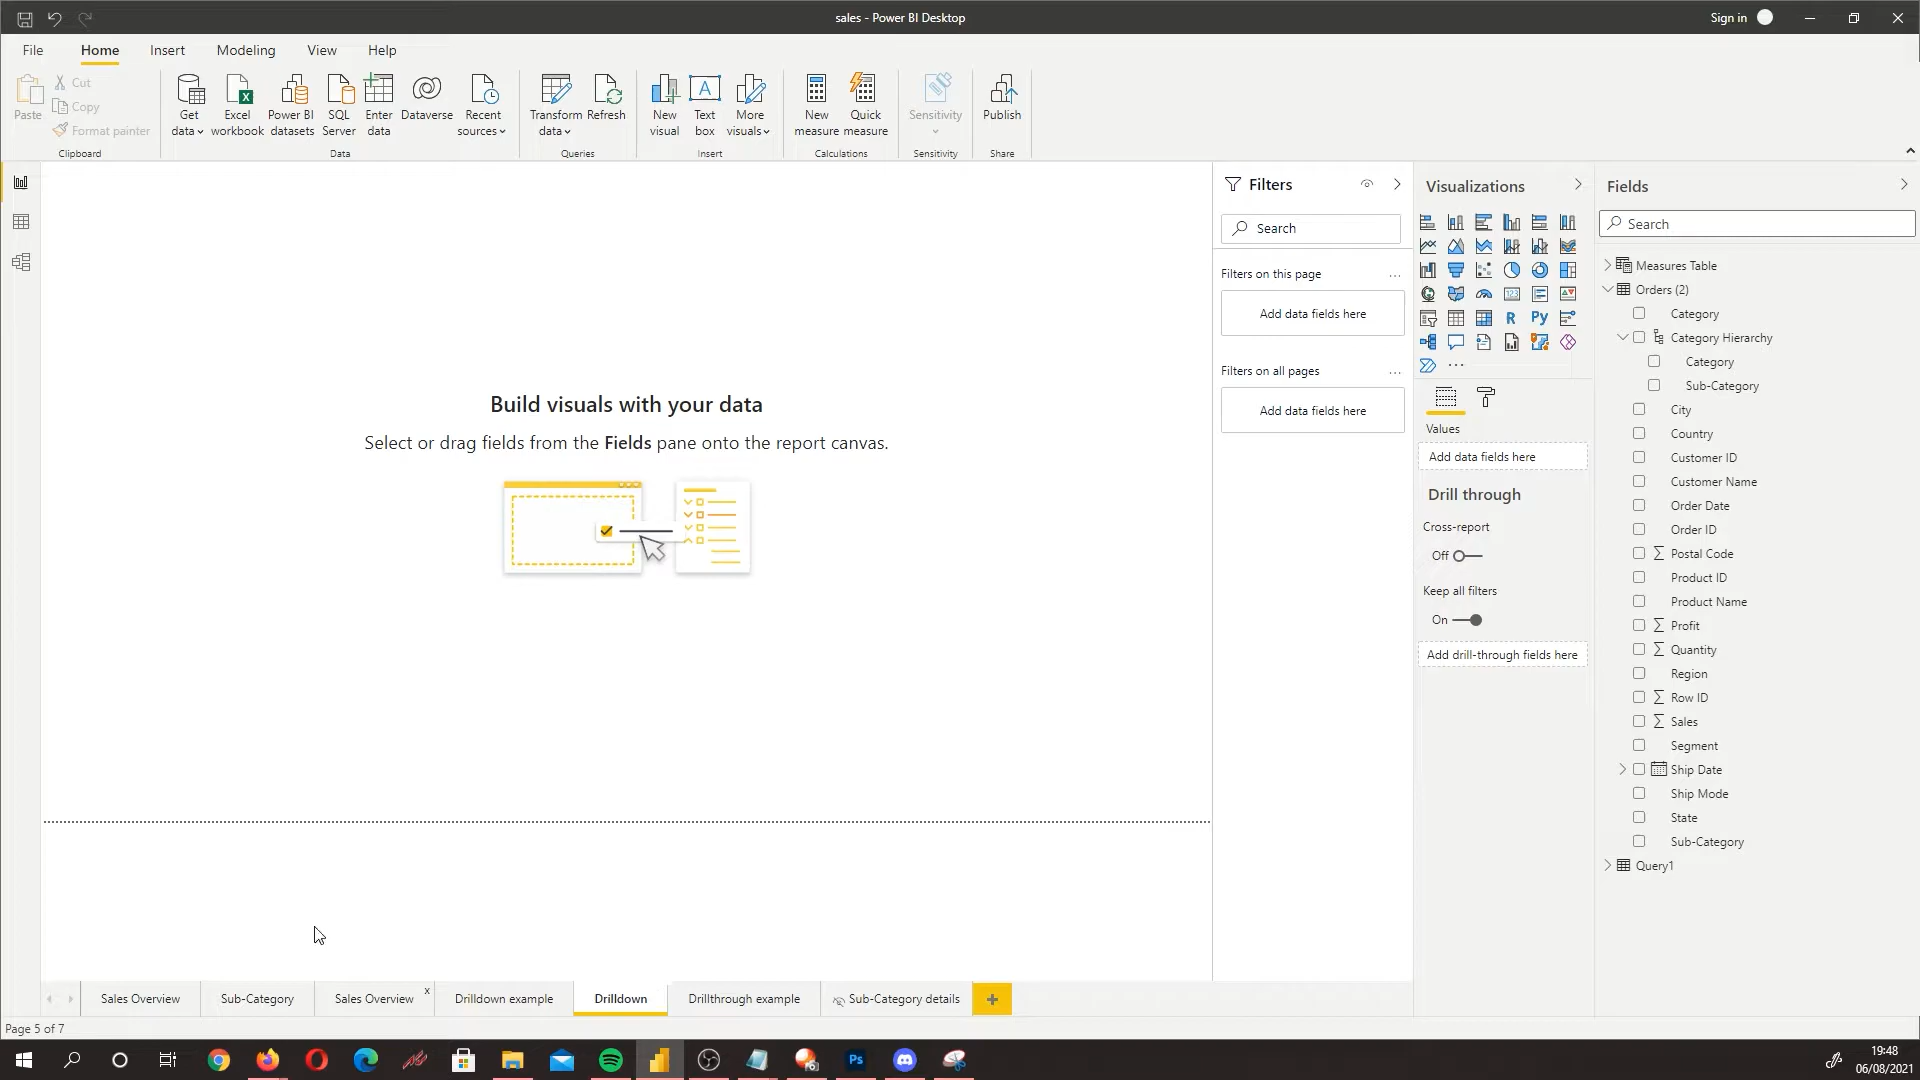 sales - Power BI Desktop
Sign in
File
Home
Insert
Modeling
View
Help
Paste
Cut
Copy
Format painter
Clipboard
Get data
Excel workbook
Power BI datasets
SQL Server
Enter data
Dataverse
Recent sources
Data
Transform data
Refresh
Queries
New visual
Text box
More visuals
Insert
New measure
Quick measure
Calculations
Sensitivity
Sensitivity
Publish
Share
Build visuals with your data
Select or drag fields from the Fields pane onto the report canvas.
Filters
Search
Filters on this page
...
Add data fields here
Filters on all pages
...
Add data fields here
Visualizations
123
R
Py
...
Values
Add data fields here
Drill through
Cross-report
Off
Keep all filters
On
Add drill-through fields here
Fields
Search
Measures Table
Orders (2)
Category
Category Hierarchy
Category
Sub-Category
City
Country
Customer ID
Customer Name
Order Date
Order ID
∑ Postal Code
Product ID
Product Name
∑ Profit
∑ Quantity
Region
∑ Row ID
∑ Sales
Segment
Ship Date
Ship Mode
State
Sub-Category
Query1
Sales Overview
Sub-Category
Sales Overview
x
Drilldown example
Drilldown
Drillthrough example
Sub-Category details
+
Page 5 of 7
Ps
19:48
06/08/2021